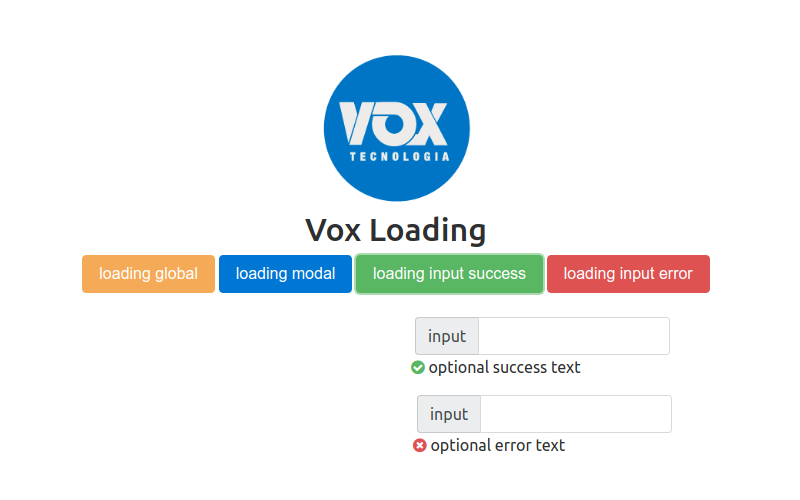 VOX
TECNOLOGIA
Vox Loading
loading global loading modal loading input success loading input error
input
optional success text
input
optional error text